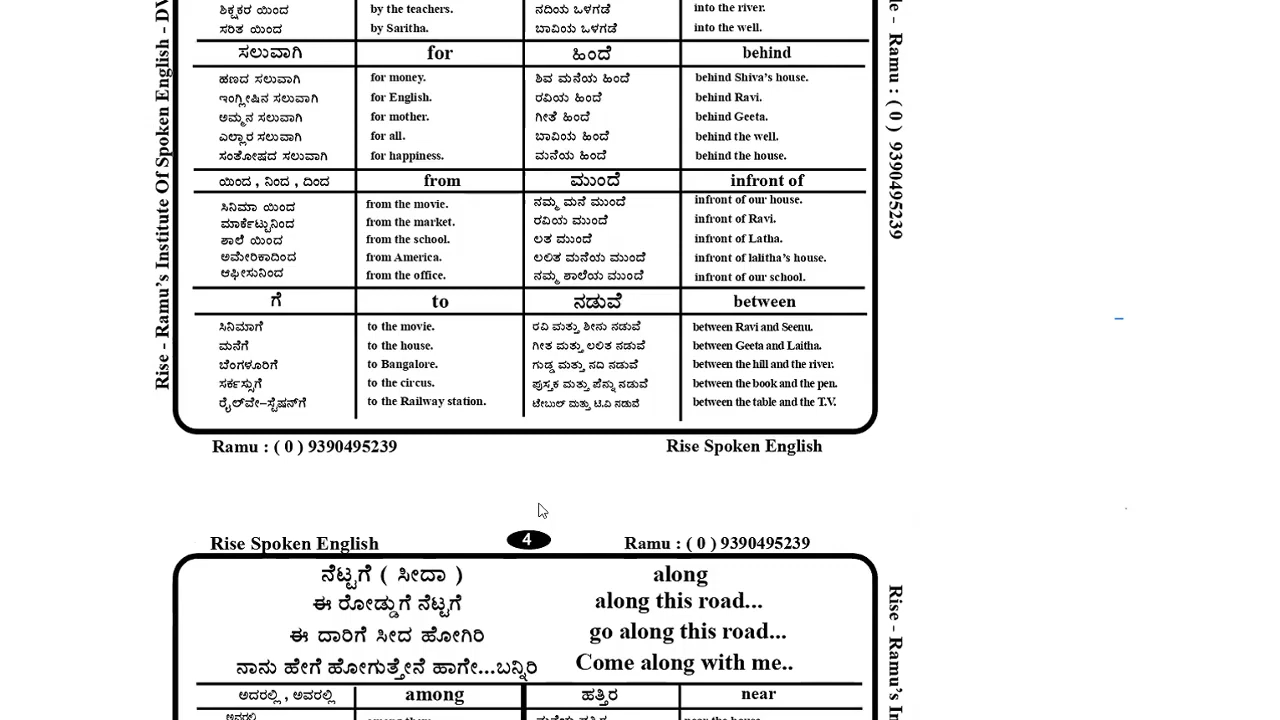 ಶಿಕ್ಷಕರ ಯಿಂದ by the teachers. ನದಿಯ ಒಳಗಡೆ into the river.
ಸರಿತ ಯಿಂದ by Saritha. ಬಾವಿಯ ಒಳಗಡೆ into the well.
ಸಲುವಾಗಿ for ಹಿಂದೆ behind
ಹಣದ ಸಲುವಾಗಿ for money. ಶಿವ ಮನೆಯ ಹಿಂದೆ behind Shiva's house.
ಇಂಗ್ಲೀಷಿನ ಸಲುವಾಗಿ for English. ರವಿಯ ಹಿಂದೆ behind Ravi.
ಅಮ್ಮನ ಸಲುವಾಗಿ for mother. ಗೀತೆ ಹಿಂದೆ behind Geeta.
ಎಲ್ಲಾರ ಸಲುವಾಗಿ for all. ಬಾವಿಯ ಹಿಂದೆ behind the well.
ಸಂತೋಷದ ಸಲುವಾಗಿ for happiness. ಮನೆಯ ಹಿಂದೆ behind the house.
ಯಿಂದ , ನಿಂದ , ದಿಂದ from ಮುಂದೆ infront of
ಸಿನಿಮಾ ಯಿಂದ from the movie. ನಮ್ಮ ಮನೆ ಮುಂದೆ infront of our house.
ಮಾರ್ಕೆಟ್ಟುನಿಂದ from the market. ರವಿಯ ಮುಂದೆ infront of Ravi.
ಶಾಲೆ ಯಿಂದ from the school. ಲತ ಮುಂದೆ infront of Latha.
ಅಮೇರಿಕಾದಿಂದ from America. ಲಲಿತ ಮನೆಯ ಮುಂದೆ infront of lalitha's house.
ಆಫೀಸುನಿಂದ from the office. ನಮ್ಮ ಶಾಲೆಯ ಮುಂದೆ infront of our school.
ಗೆ to ನಡುವೆ between
ಸಿನಿಮಾಗೆ to the movie. ರವಿ ಮತ್ತು ಶೀನು ನಡುವೆ between Ravi and Seenu.
ಮನೆಗೆ to the house. ಗೀತ ಮತ್ತು ಲಲಿತ ನಡುವೆ between Geeta and Laitha.
ಬೆಂಗಳೂರಿಗೆ to Bangalore. ಗುಡ್ಡ ಮತ್ತು ನದಿ ನಡುವೆ between the hill and the river.
ಸರ್ಕಸ್ಸುಗೆ to the circus. ಪುಸ್ತಕ ಮತ್ತು ಪೆನ್ನು ನಡುವೆ between the book and the pen.
ರೈಲ್‌ವೇ-ಸ್ಟೆಷನ್‌ಗೆ to the Railway station. ಟೇಬುಲ್ ಮತ್ತು ಟಿ.ವಿ ನಡುವೆ between the table and the T.V.
Rise - Ramu's Institute Of Spoken English - DV
le - Ramu : ( 0 ) 9390495239
Ramu : ( 0 ) 9390495239 Rise Spoken English
Rise Spoken English 4 Ramu : ( 0 ) 9390495239
ನೆಟ್ಟಗೆ ( ಸೀದಾ ) along
ಈ ರೋಡ್ಡುಗೆ ನೆಟ್ಟಗೆ along this road...
ಈ ದಾರಿಗೆ ಸೀದ ಹೋಗಿರಿ go along this road...
ನಾನು ಹೇಗೆ ಹೋಗುತ್ತೇನೆ ಹಾಗೇ...ಬನ್ನಿರಿ Come along with me..
ಅದರಲ್ಲಿ , ಅವರಲ್ಲಿ among ಹತ್ತಿರ near
Rise - Ramu's In